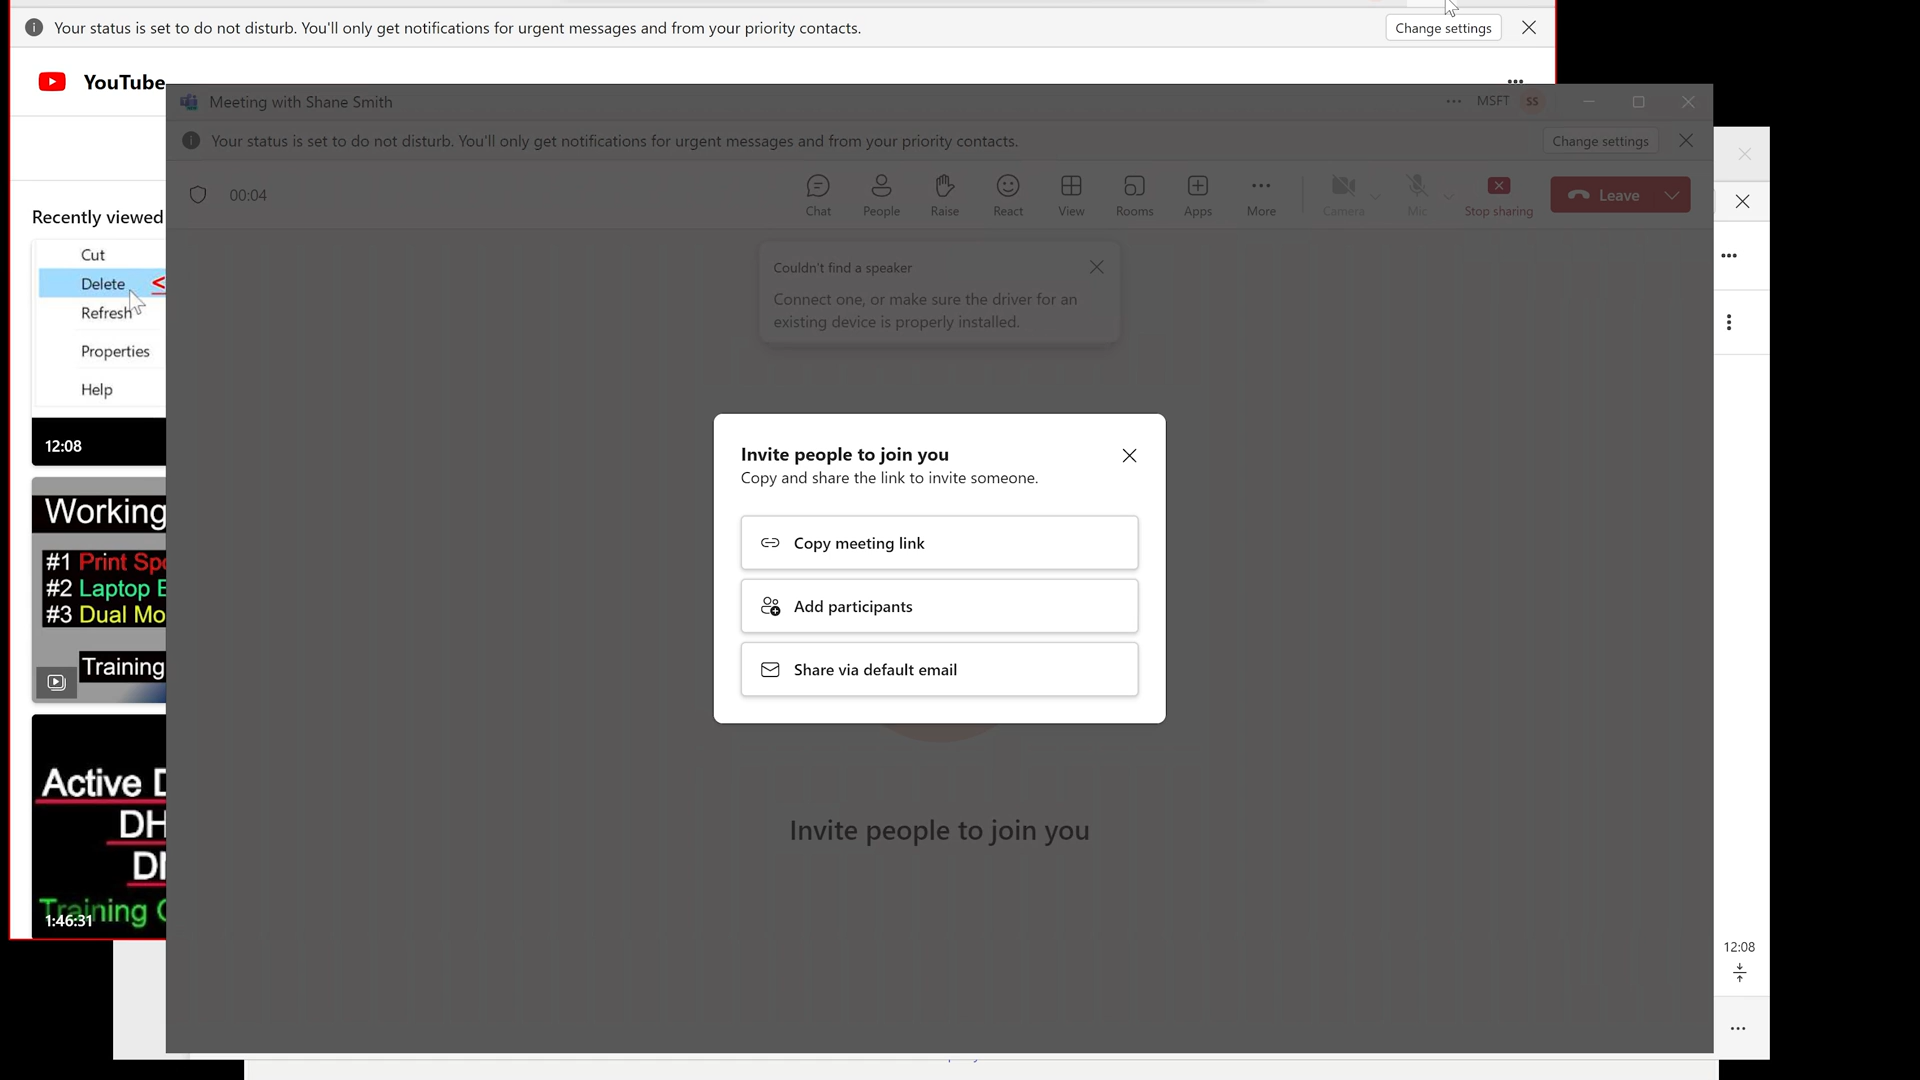 Your status is set to do not disturb. You'll only get notifications for urgent messages and from your priority contacts.
Change settings
YouTube
Meeting with Shane Smith
MSFT
SS
Your status is set to do not disturb. You'll only get notifications for urgent messages and from your priority contacts.
Change settings
00:04
Chat
People
Raise
React
View
Rooms
Apps
More
Camera
Mic
Stop sharing
Leave
Recently viewed
Cut
Delete
Refresh
Properties
Help
12:08
Couldn't find a speaker
Connect one, or make sure the driver for an
existing device is properly installed.
Invite people to join you
Copy and share the link to invite someone.
Copy meeting link
Add participants
Share via default email
Invite people to join you
Working
#1 Print Spo
#2 Laptop
#3 Dual Mo
Training
Active D
DH
Training
1:46:31
12:08